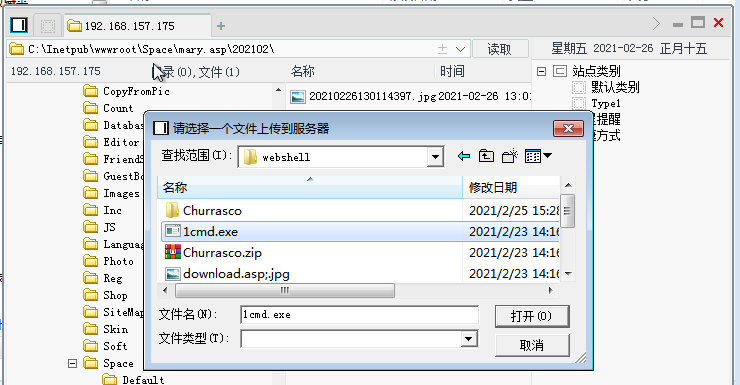 192.168.157.175
C:\Inetpub\wwwroot\Space\mary.asp\202102\
读取
星期五 2021-02-26 正月十五
192.168.157.175
录(0),文件(1)
名称
时间
站点类别
默认类别
Type1
提醒
方式
CopyFromPic
Count
Databas
Editor
FriendS
GuestBo
Images
Inc
JS
Languag
Photo
Reg
Shop
SiteMap
Skin
Soft
Space
Default
20210226130114397.jpg
2021-02-26 13:01
请选择一个文件上传到服务器
查找范围(I):
webshell
名称
修改日期
Churrasco
2021/2/25 15:28
1cmd.exe
2021/2/23 14:16
Churrasco.zip
2021/2/23 14:16
download.asp;.jpg
2021/2/23 14:16
文件名(N):
1cmd.exe
打开(O)
文件类型(T):
取消